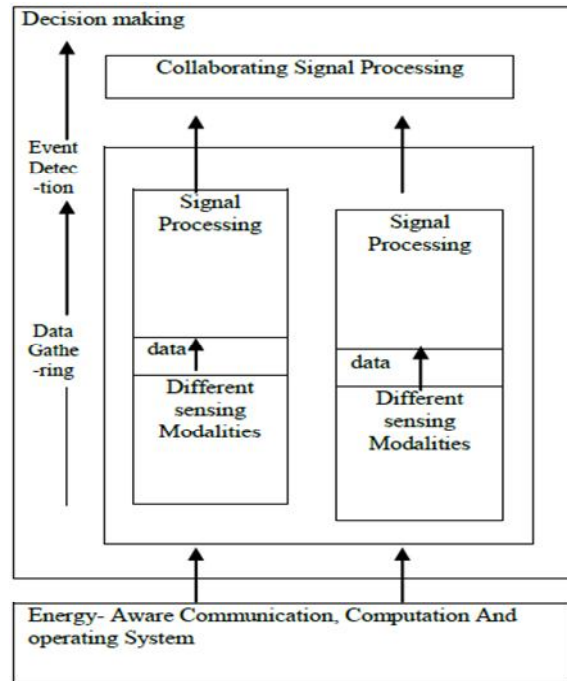 Decision making
Collaborating Signal Processing
Event
Detec
-tion
Data
Gathe
-ring
Signal
Processing
data
Different
sensing
Modalities
Signal
Processing
data
Different
sensing
Modalities
Energy- Aware Communication, Computation And
operating System